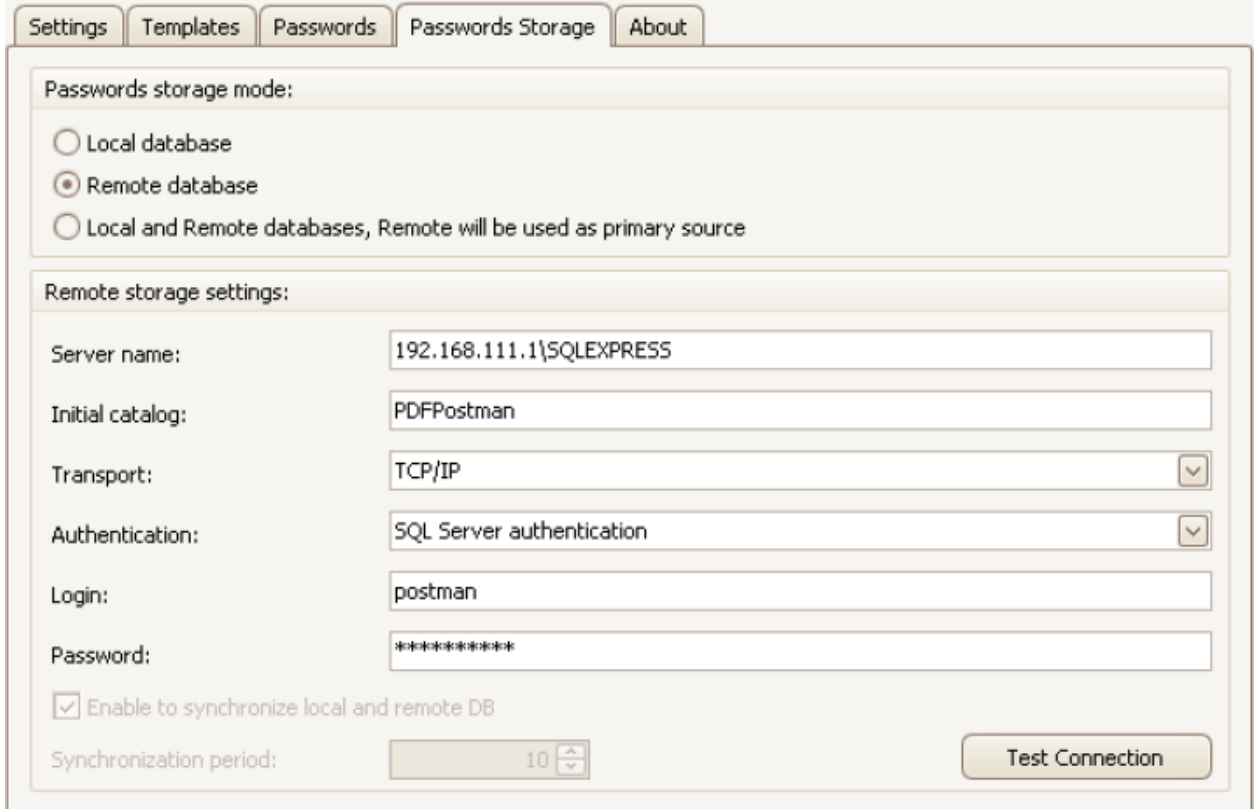 Settings Templates Passwords Passwords Storage About
Passwords storage mode:
Local database
Remote database
Local and Remote databases, Remote will be used as primary source
Remote storage settings:
Server name: 192.168.111.1\SQLEXPRESS
Initial catalog: PDFPostman
Transport: TCP/IP
Authentication: SQL Server authentication
Login: postman
Password: **********
Enable to synchronize local and remote DB
Synchronization period: 10 Test Connection